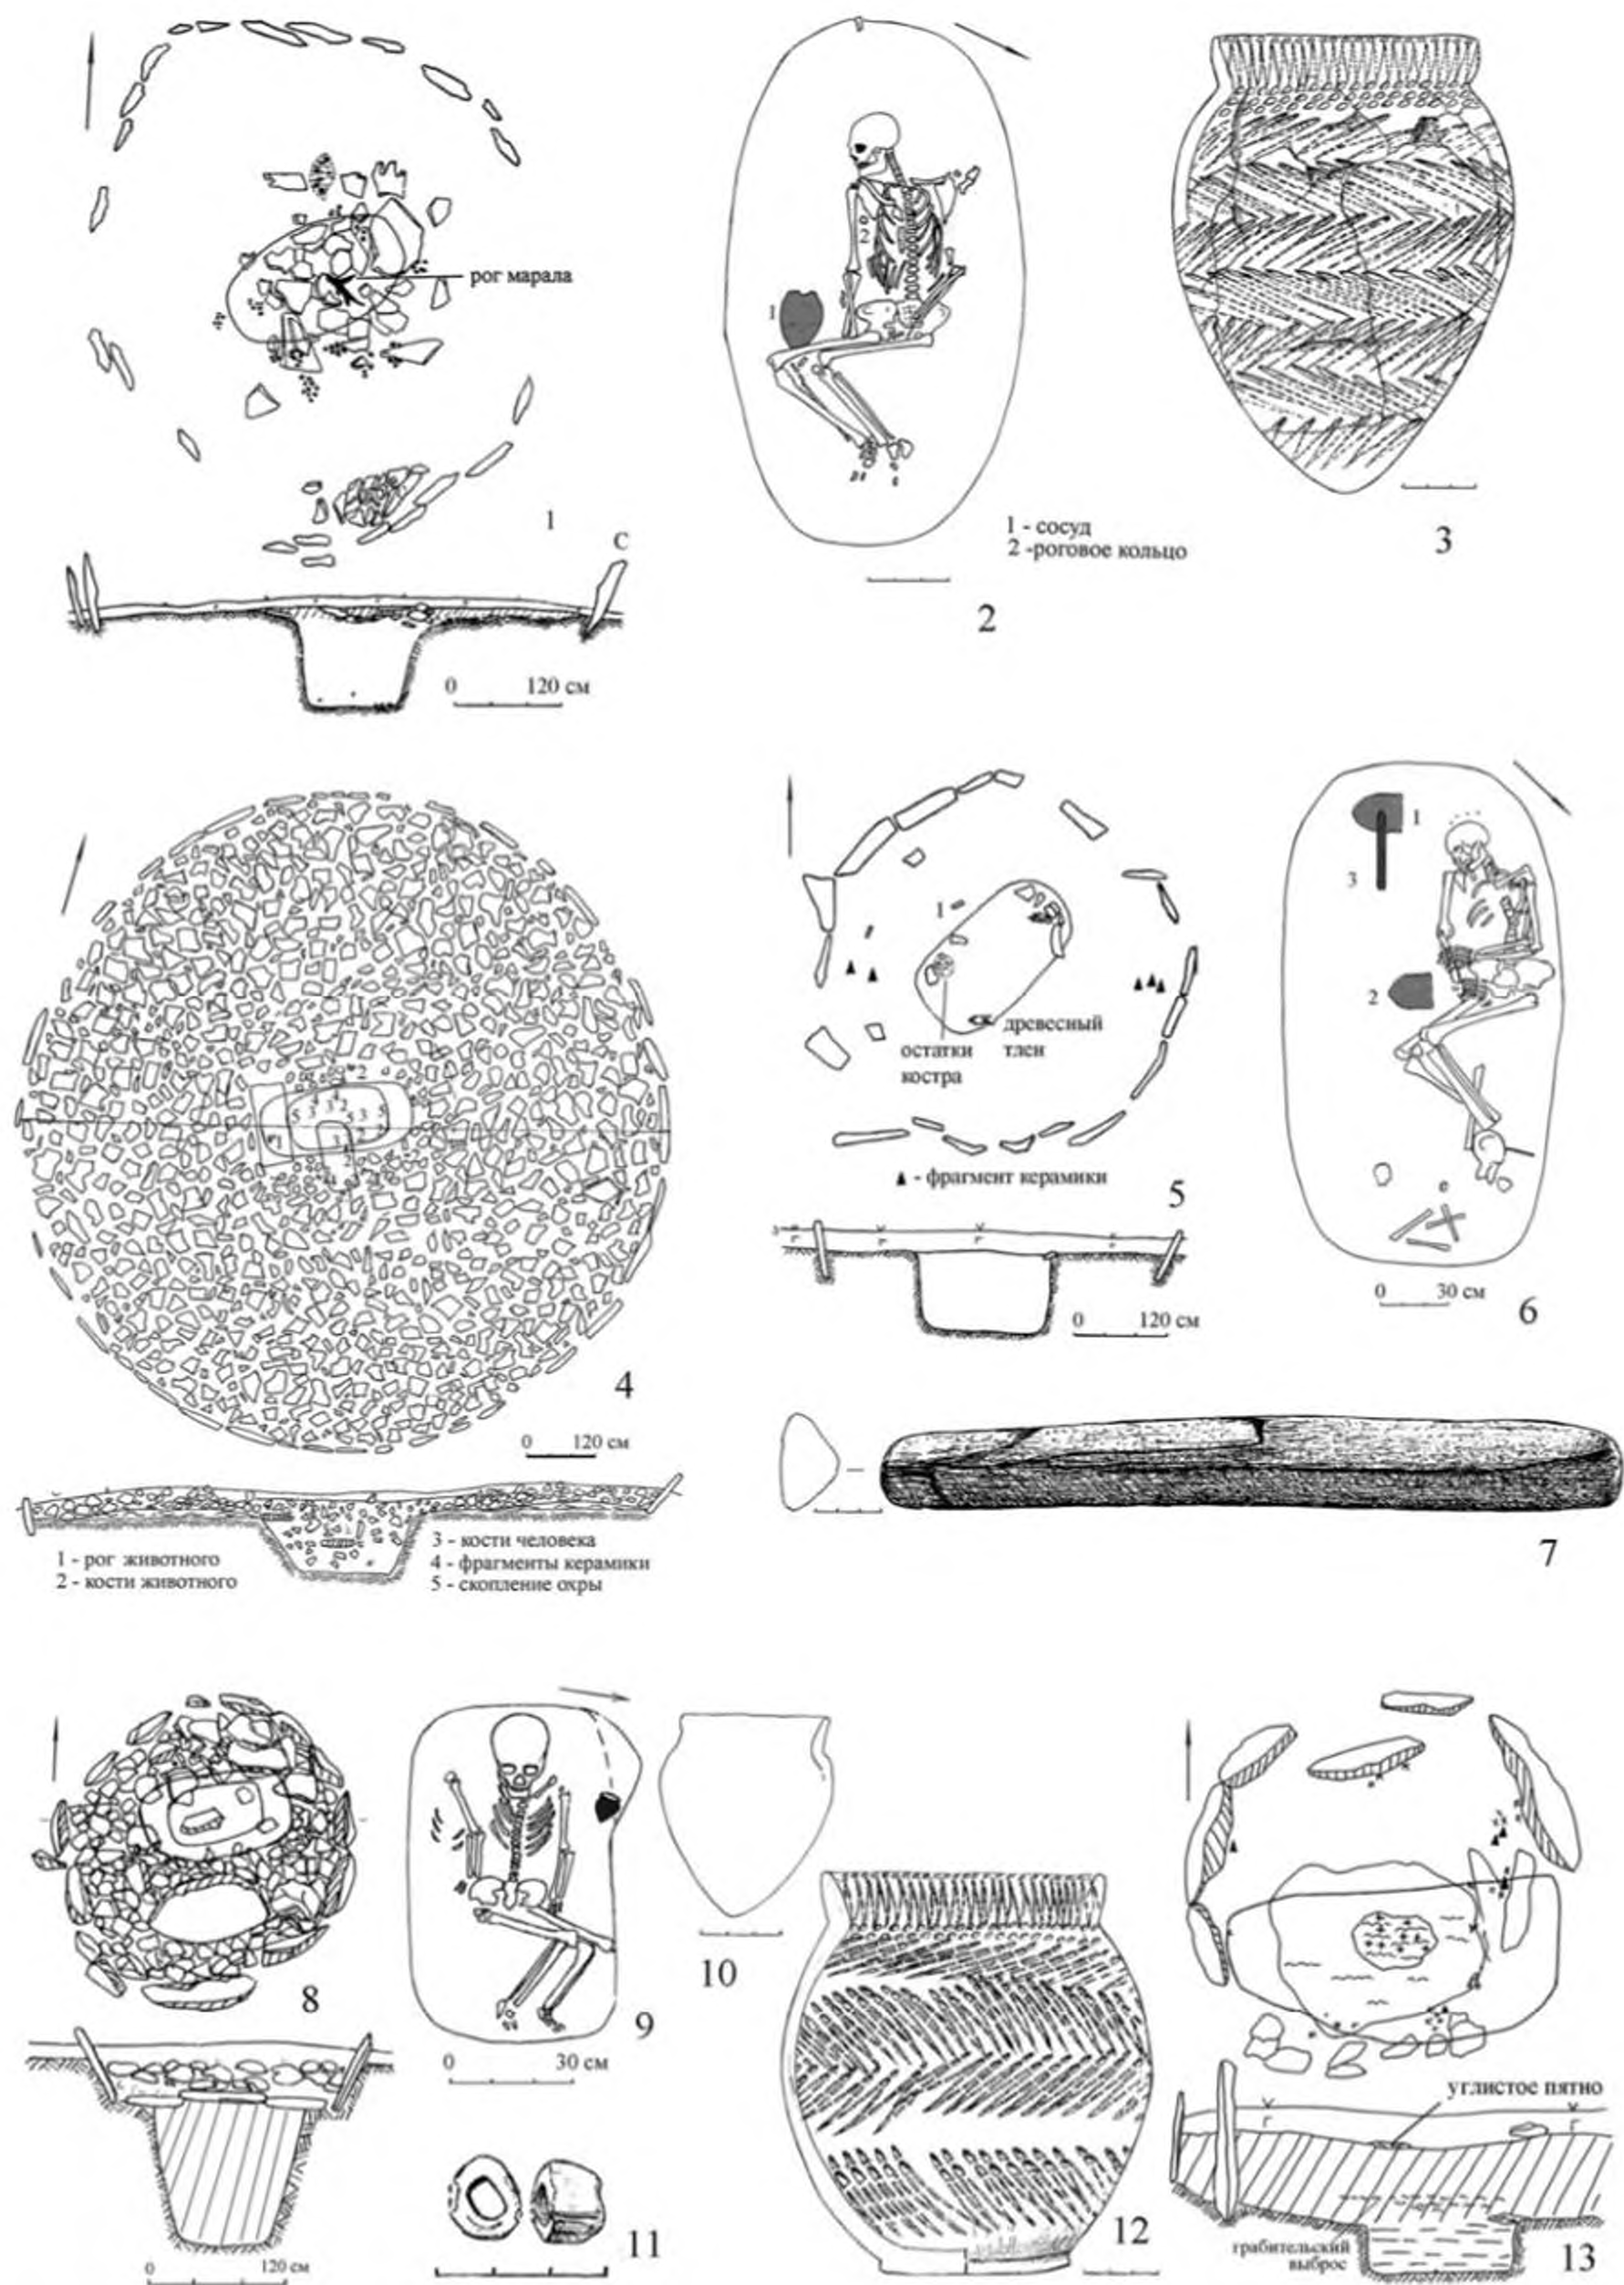 рог марала
1
С
0 120 см
1
2
1 - сосуд
2 -роговое кольцо
2
3
4
0 120 см
1 - рог животного
2 - кости животного
3 - кости человека
4 - фрагменты керамики
5 - скопление охры
1
остатки
костра
древесный
тлен
▲ - фрагмент керамики
5
0 120 см
1
3
2
0 30 см
6
7
8
0 120 см
9
0 30 см
10
11
12
углистое пятно
грабительский
выброс
13